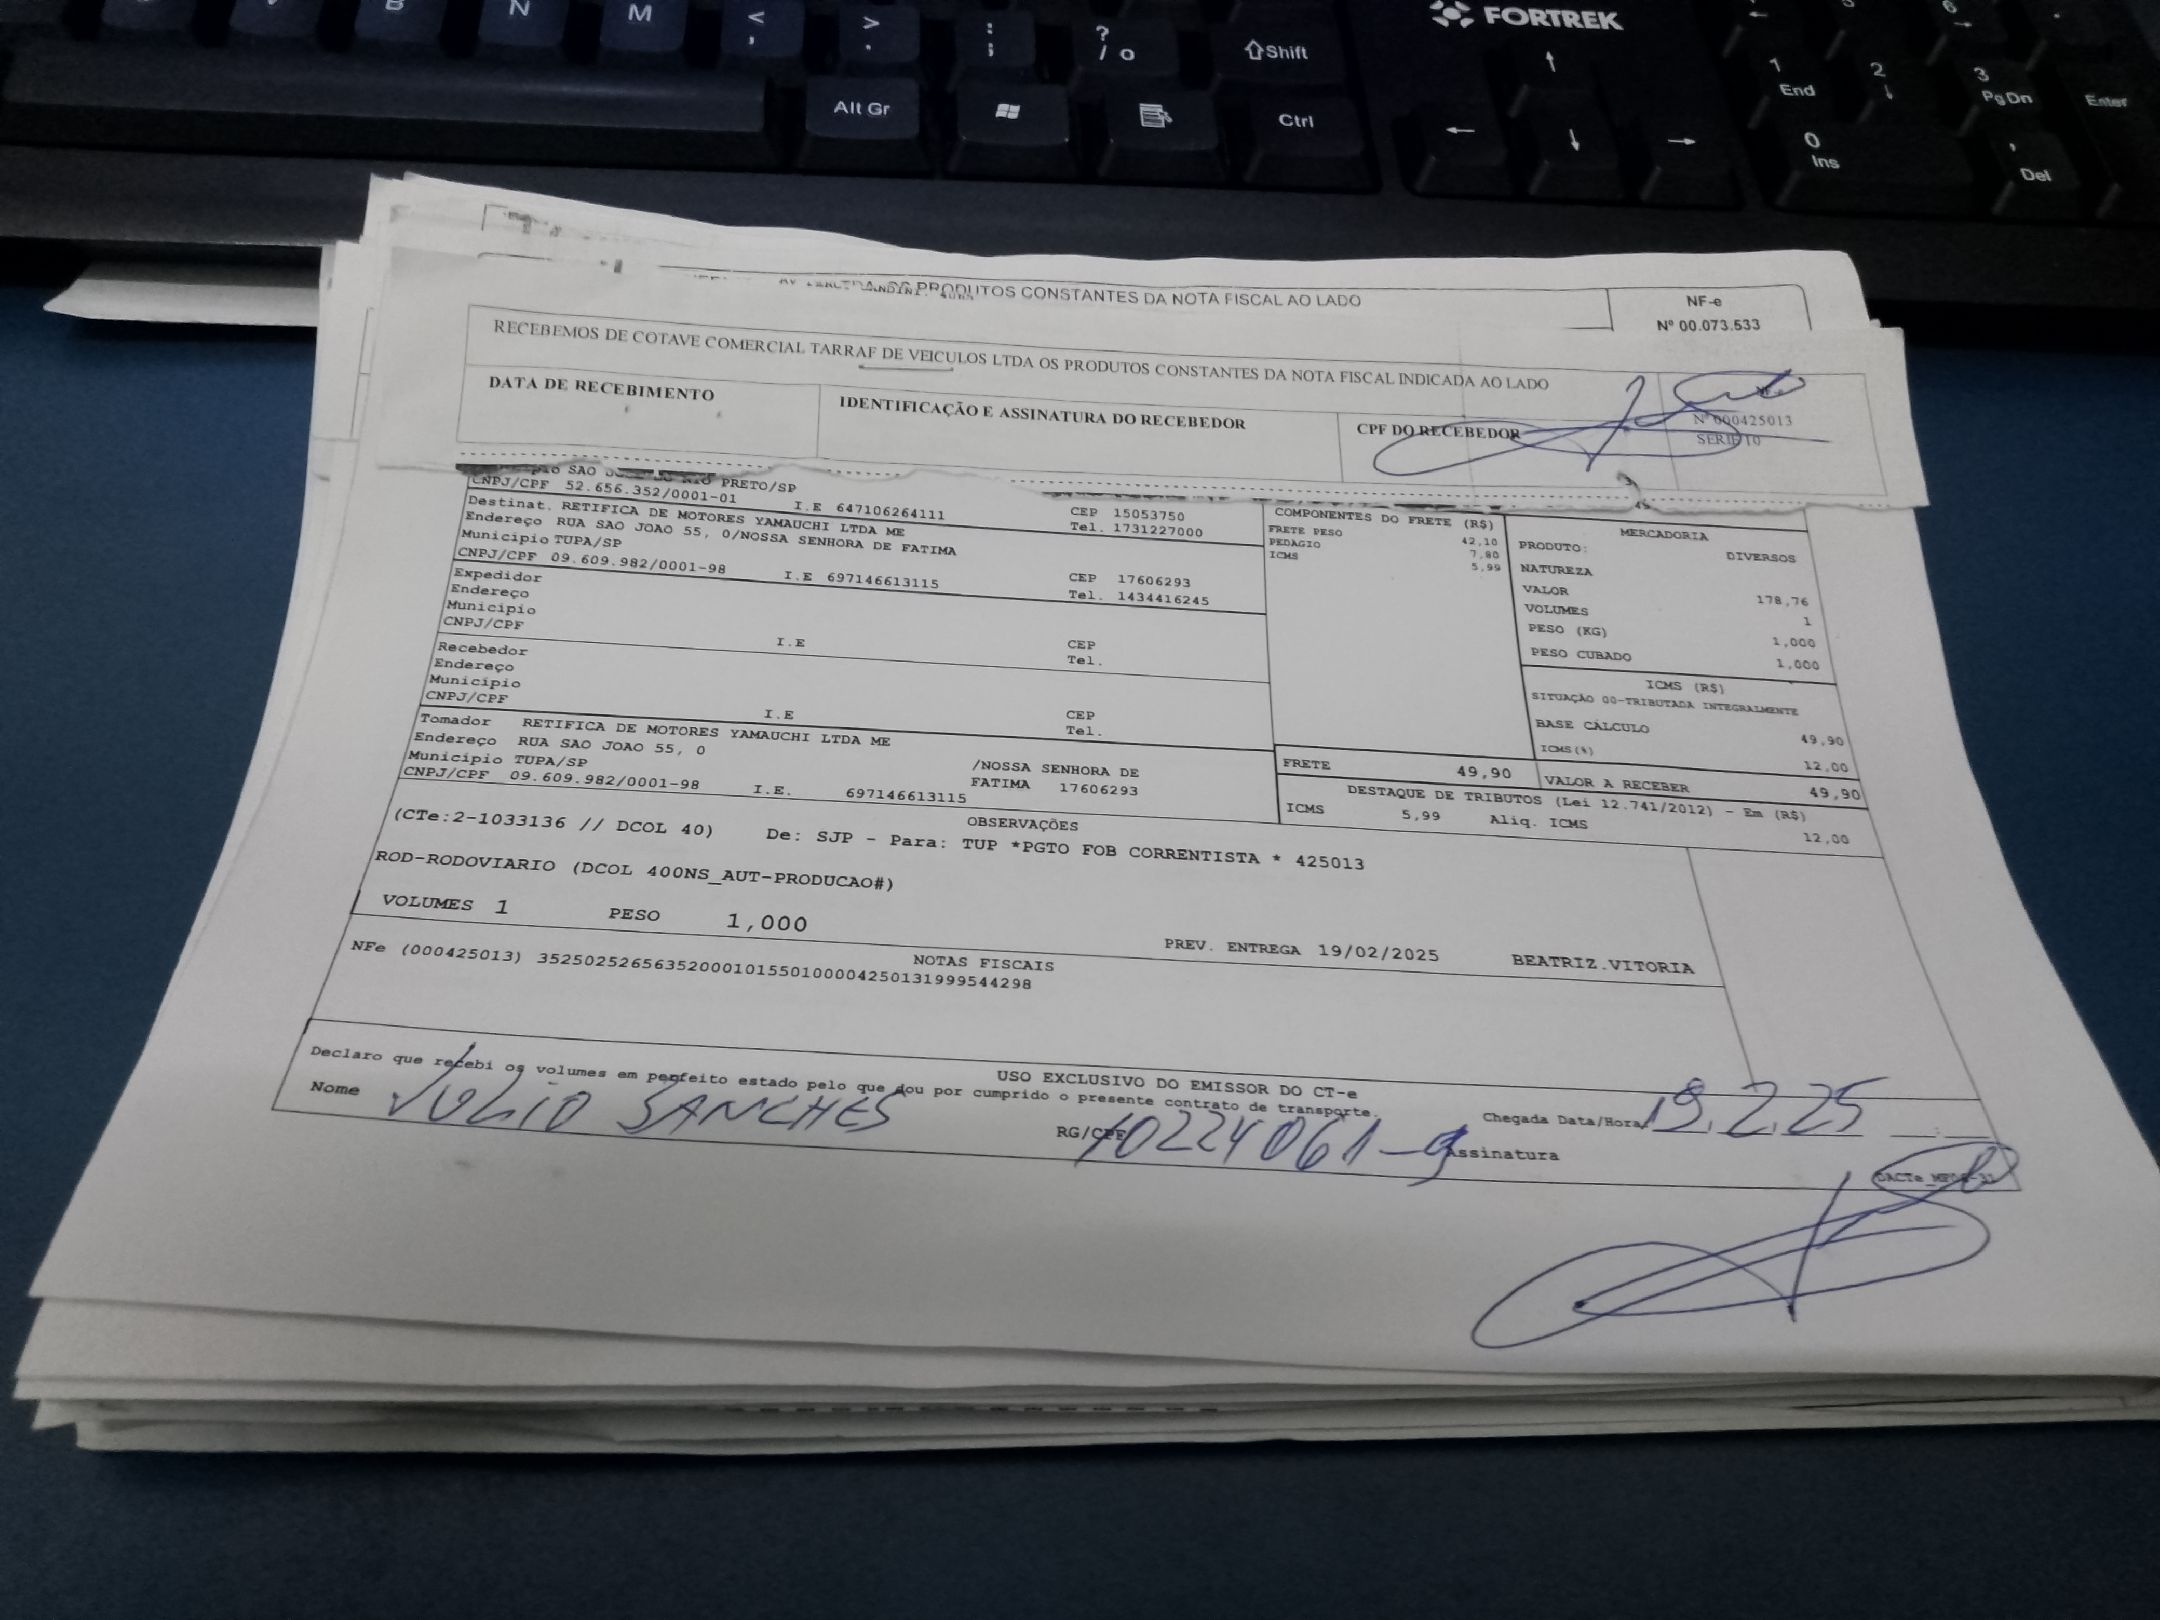 B N M < , > . : ; ? / o ⇧Shift
FORTREK
Alt Gr Ctrl
1 End 2 3 PgDn Enter
0 Ins , Del
OS PRODUTOS CONSTANTES DA NOTA FISCAL AO LADO
NF-e
Nº 00.073.533
RECEBEMOS DE COTAVE COMERCIAL TARRAF DE VEICULOS LTDA OS PRODUTOS CONSTANTES DA NOTA FISCAL INDICADA AO LADO
DATA DE RECEBIMENTO
IDENTIFICAÇÃO E ASSINATURA DO RECEBEDOR
CPF DO RECEBEDOR
Nº 000425013
SERIE 10
SAO PRETO/SP
CNPJ/CPF 52.656.352/0001-01 I.E 647106264111 CEP 15053750
Tel. 1731227000
Destinat. RETIFICA DE MOTORES YAMAUCHI LTDA ME
Endereço RUA SAO JOAO 55, 0/NOSSA SENHORA DE FATIMA
Municipio TUPA/SP CEP 17606293
CNPJ/CPF 09.609.982/0001-98 I.E 697146613115 Tel. 1434416245
Expedidor
Endereço
Municipio CEP
CNPJ/CPF I.E Tel.
Recebedor
Endereço
Municipio CEP
CNPJ/CPF I.E Tel.
Tomador RETIFICA DE MOTORES YAMAUCHI LTDA ME
Endereço RUA SAO JOAO 55, 0 /NOSSA SENHORA DE
Municipio TUPA/SP FATIMA 17606293
CNPJ/CPF 09.609.982/0001-98 I.E. 697146613115
COMPONENTES DO FRETE (R$)
FRETE PESO 42,10
PEDAGIO 7,80
ICMS 5,99
MERCADORIA
PRODUTO: DIVERSOS
NATUREZA
VALOR 178,76
VOLUMES 1
PESO (KG) 1,000
PESO CUBADO 1,000
ICMS (R$)
SITUAÇÃO 00-TRIBUTADA INTEGRALMENTE
BASE CÁLCULO 49,90
ICMS(%) 12,00
FRETE 49,90 VALOR A RECEBER 49,90
DESTAQUE DE TRIBUTOS (Lei 12.741/2012) - Em (R$)
ICMS 5,99 Aliq. ICMS 12,00
OBSERVAÇÕES
(CTe:2-1033136 // DCOL 40) De: SJP - Para: TUP *PGTO FOB CORRENTISTA * 425013
ROD-RODOVIARIO (DCOL 400NS_AUT-PRODUCAO#)
VOLUMES 1 PESO 1,000
PREV. ENTREGA 19/02/2025 BEATRIZ.VITORIA
NOTAS FISCAIS
NFe (000425013) 35250252656352000101550100004250131999544298
USO EXCLUSIVO DO EMISSOR DO CT-e
Declaro que recebi os volumes em perfeito estado pelo que dou por cumprido o presente contrato de transporte.
Nome JULIO SANCHES RG/CPF 10224061-9 Chegada Data/Hora 19.2.25
Assinatura